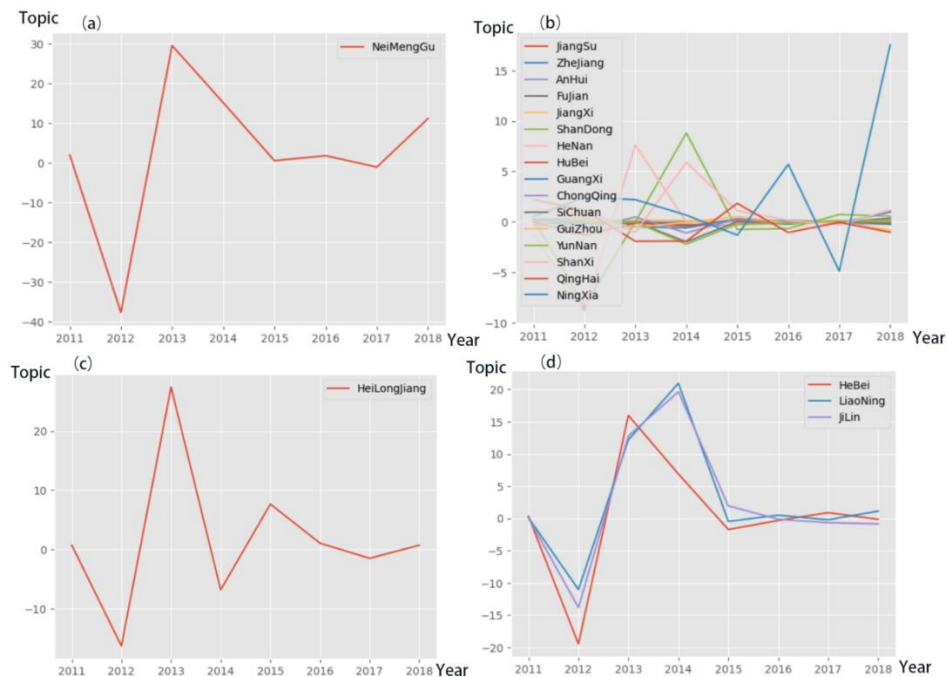 Topic (a)
NeiMengGu
30
20
10
0
−10
−20
−30
−40
2011 2012 2013 2014 2015 2016 2017 2018 Year
(b)
JiangSu
ZheJiang
AnHui
FuJian
JiangXi
ShanDong
HeNan
HuBei
GuangXi
ChongQing
SiChuan
GuiZhou
YunNan
ShanXi
QingHai
NingXia
15
10
5
0
−5
−10
2011 2012 2013 2014 2015 2016 2017 2018 Year
Topic (c)
HeiLongJiang
20
10
0
−10
2011 2012 2013 2014 2015 2016 2017 2018 Year
Topic (d)
HeBei
LiaoNing
JiLin
20
15
10
5
0
−5
−10
−15
−20
2011 2012 2013 2014 2015 2016 2017 2018 Year